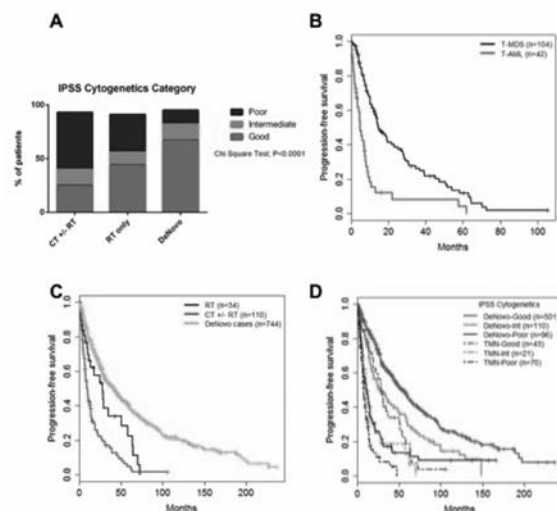 A
IPSS Cytogenetics Category
% of patients
100
50
0
CT +/- RT
RT only
DeNovo
Poor
Intermediate
Good
Chi Square Test; P<0.0001
B
Progression-free survival
1.0
0.8
0.6
0.4
0.2
0.0
T-MDS (n=104)
T-AML (n=42)
0 20 40 60 80 100
Months
C
Progression-free survival
1.0
0.8
0.6
0.4
0.2
0.0
RT (n=34)
CT +/- RT (n=110)
DeNovo cases (n=744)
0 50 100 150 200
Months
D
Progression-free survival
1.0
0.8
0.6
0.4
0.2
0.0
IPSS Cytogenetics
DeNovo-Good (n=501)
DeNovo-Int (n=110)
DeNovo-Poor (n=96)
TMN-Good (n=43)
TMN-Int (n=21)
TMN-Poor (n=70)
0 50 100 150 200
Months